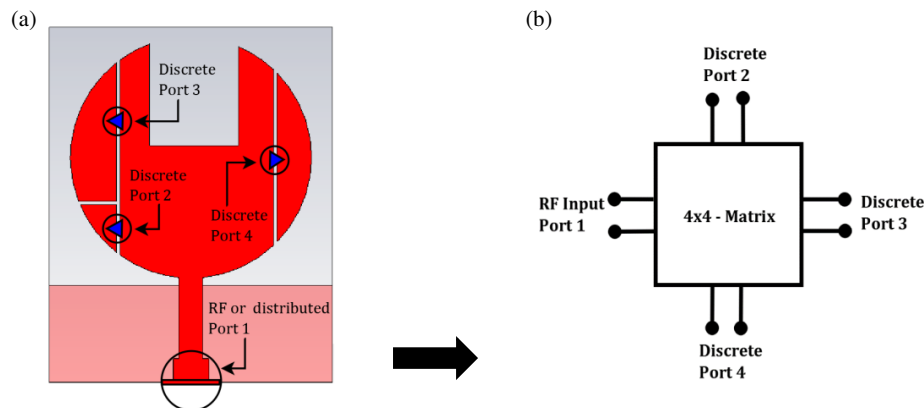 (a)
Discrete
Port 3
Discrete
Port 2
Discrete
Port 4
RF or distributed
Port 1
(b)
Discrete
Port 2
RF Input
Port 1
4x4 - Matrix
Discrete
Port 3
Discrete
Port 4